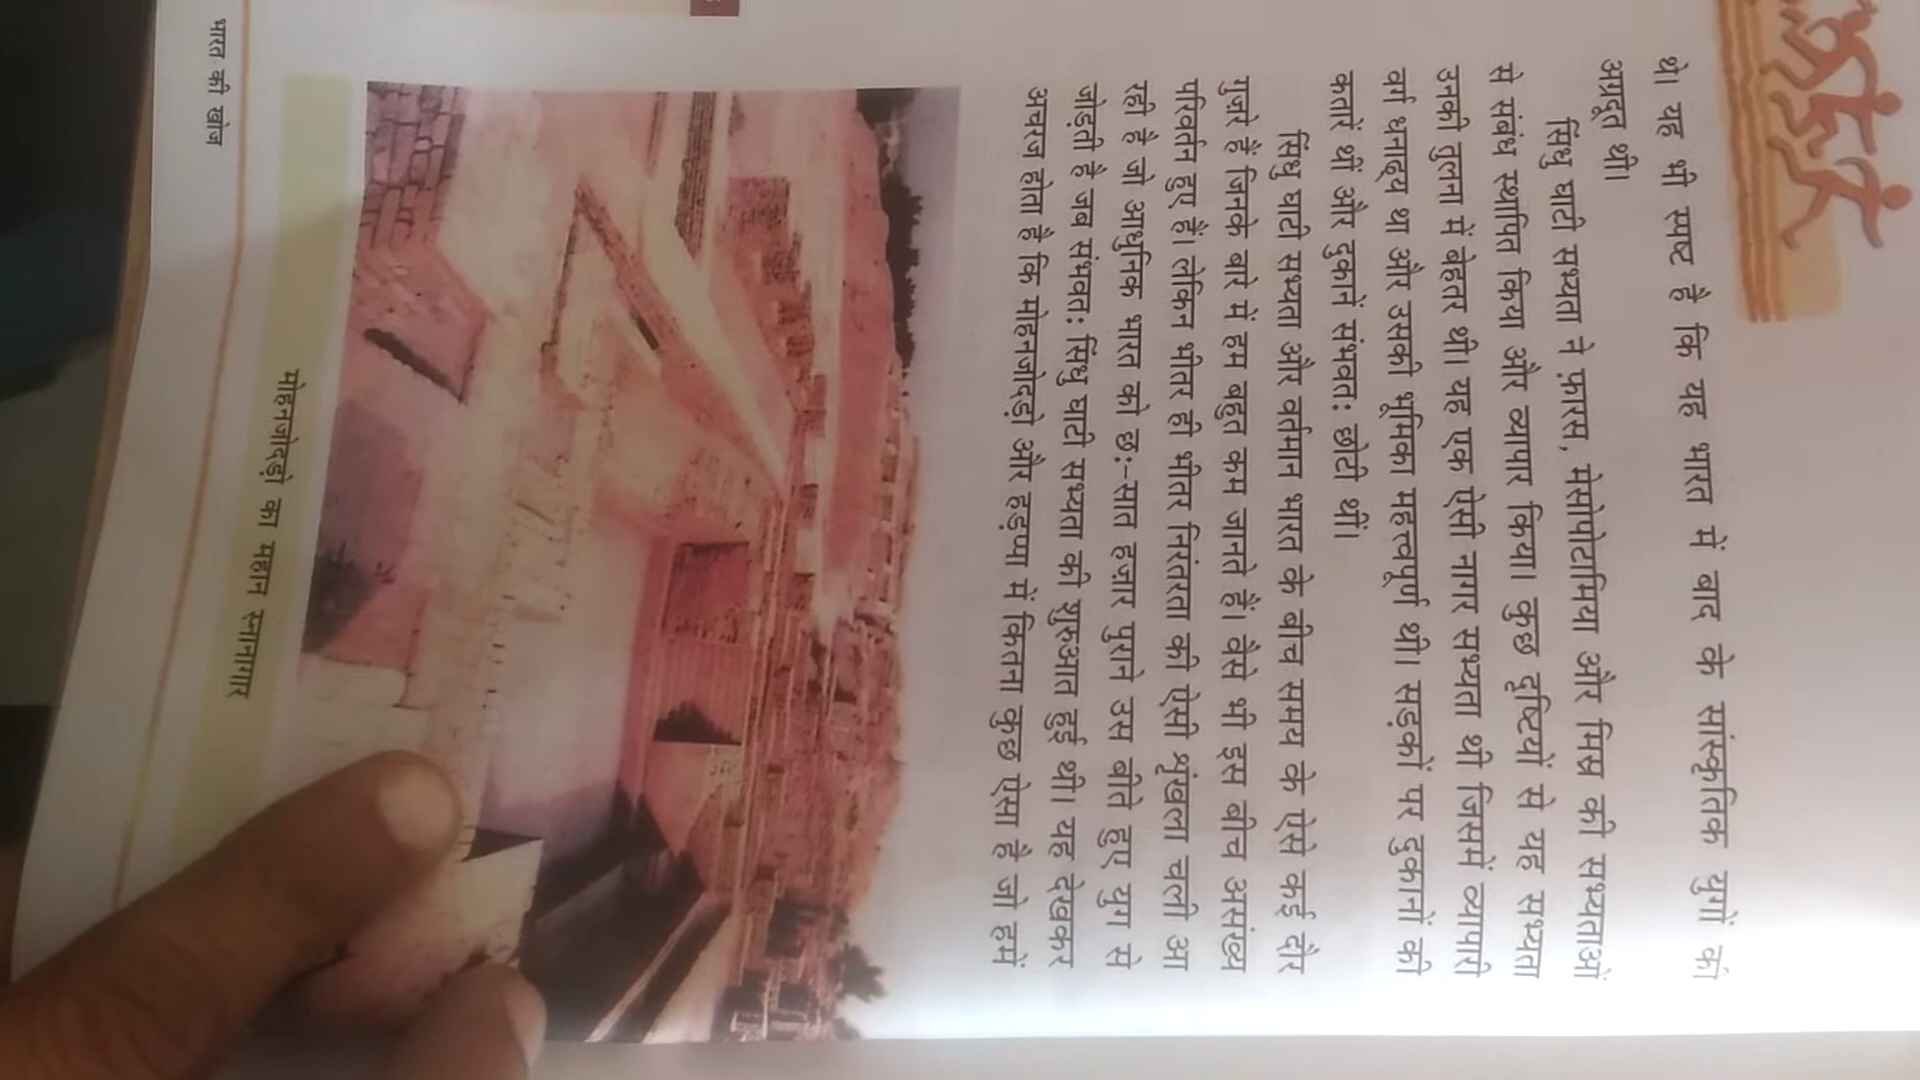 थे। यह भी स्पष्ट है कि यह भारत में बाद के सांस्कृतिक युगों की
अग्रदूत थी।
सिंधु घाटी सभ्यता ने फ़ारस, मेसोपोटामिया और मिस्र की सभ्यताओं
से संबंध स्थापित किया और व्यापार किया। कुछ दृष्टियों से यह सभ्यता
उनकी तुलना में बेहतर थी। यह एक ऐसी नागर सभ्यता थी जिसमें व्यापारी
वर्ग धनाढ्य था और उसकी भूमिका महत्त्वपूर्ण थी। सड़कों पर दुकानों की
कतारें थीं और दुकानें संभवतः छोटी थीं।
सिंधु घाटी सभ्यता और वर्तमान भारत के बीच समय के ऐसे कई दौर
गुज़रे हैं जिनके बारे में हम बहुत कम जानते हैं। वैसे भी इस बीच असंख्य
परिवर्तन हुए हैं। लेकिन भीतर ही भीतर निरंतरता की ऐसी शृंखला चली आ
रही है जो आधुनिक भारत को छः-सात हज़ार पुराने उस बीते हुए युग से
जोड़ती है जब संभवतः सिंधु घाटी सभ्यता की शुरुआत हुई थी। यह देखकर
अचरज होता है कि मोहनजोदड़ो और हड़प्पा में कितना कुछ ऐसा है जो हमें
मोहनजोदड़ो का महान स्नानागार
भारत की खोज